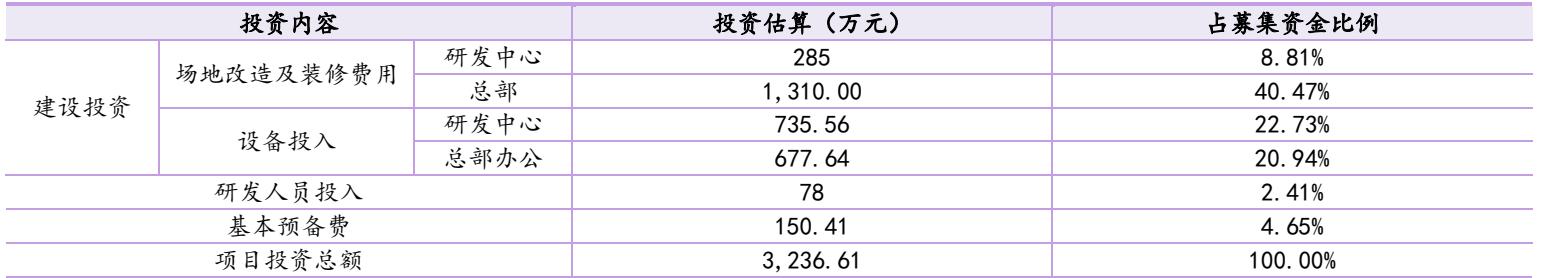 投资内容 投资估算（万元） 占募集资金比例
建设投资 场地改造及装修费用 研发中心 285 8.81%
总部 1,310.00 40.47%
设备投入 研发中心 735.56 22.73%
总部办公 677.64 20.94%
研发人员投入 78 2.41%
基本预备费 150.41 4.65%
项目投资总额 3,236.61 100.00%